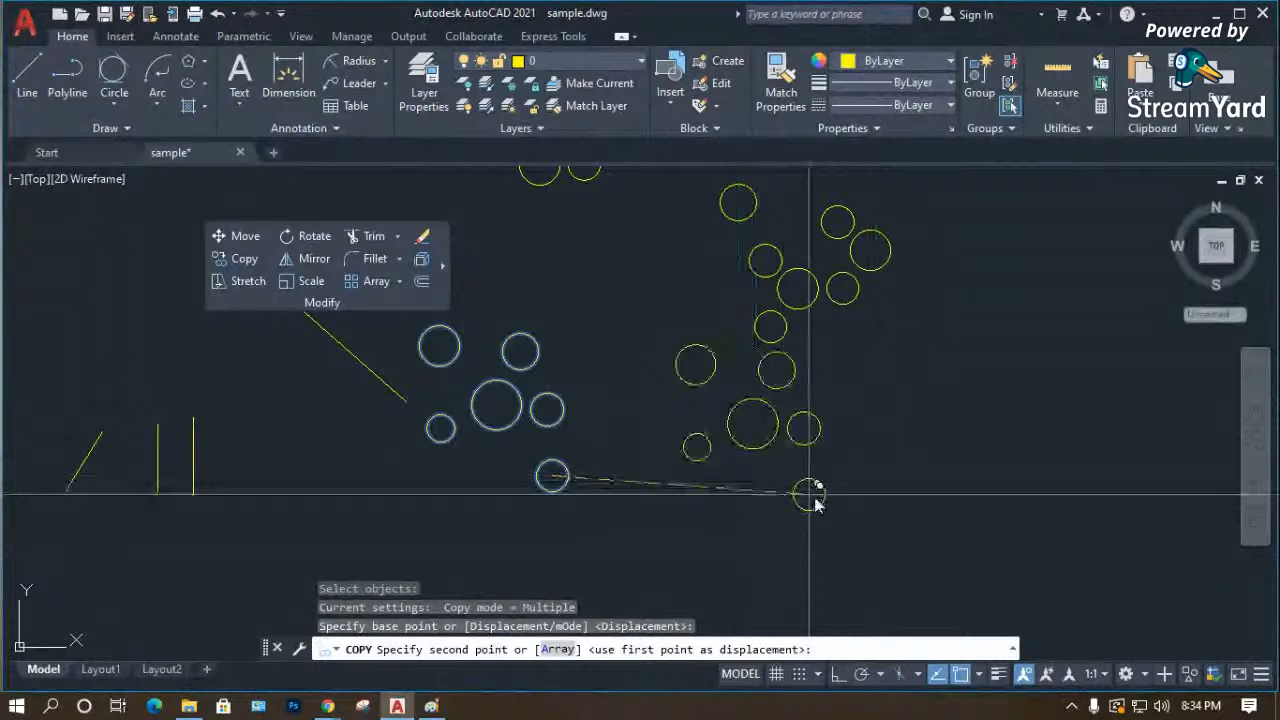 Autodesk AutoCAD 2021 sample.dwg
Type a keyword or phrase
Sign In
Powered by
StreamYard
Home Insert Annotate Parametric View Manage Output Collaborate Express Tools
Line Polyline Circle Arc
Text Dimension
Radius
Leader
Table
Layer
Properties
0
Make Current
Match Layer
Insert
Create
Edit
Match
Properties
ByLayer
ByLayer
ByLayer
Group
Measure
Paste
Draw Annotation Layers Block Properties Groups Utilities Clipboard View
Start sample*
[−][Top][2D Wireframe]
N
W TOP E
S
Unnamed
Move Rotate Trim
Copy Mirror Fillet
Stretch Scale Array
Modify
Y
X
Select objects:
Current settings: Copy mode = Multiple
Specify base point or [Displacement/mOde] <Displacement>:
COPY Specify second point or [Array] <use first point as displacement>:
Model Layout1 Layout2 +
MODEL
1:1
8:34 PM